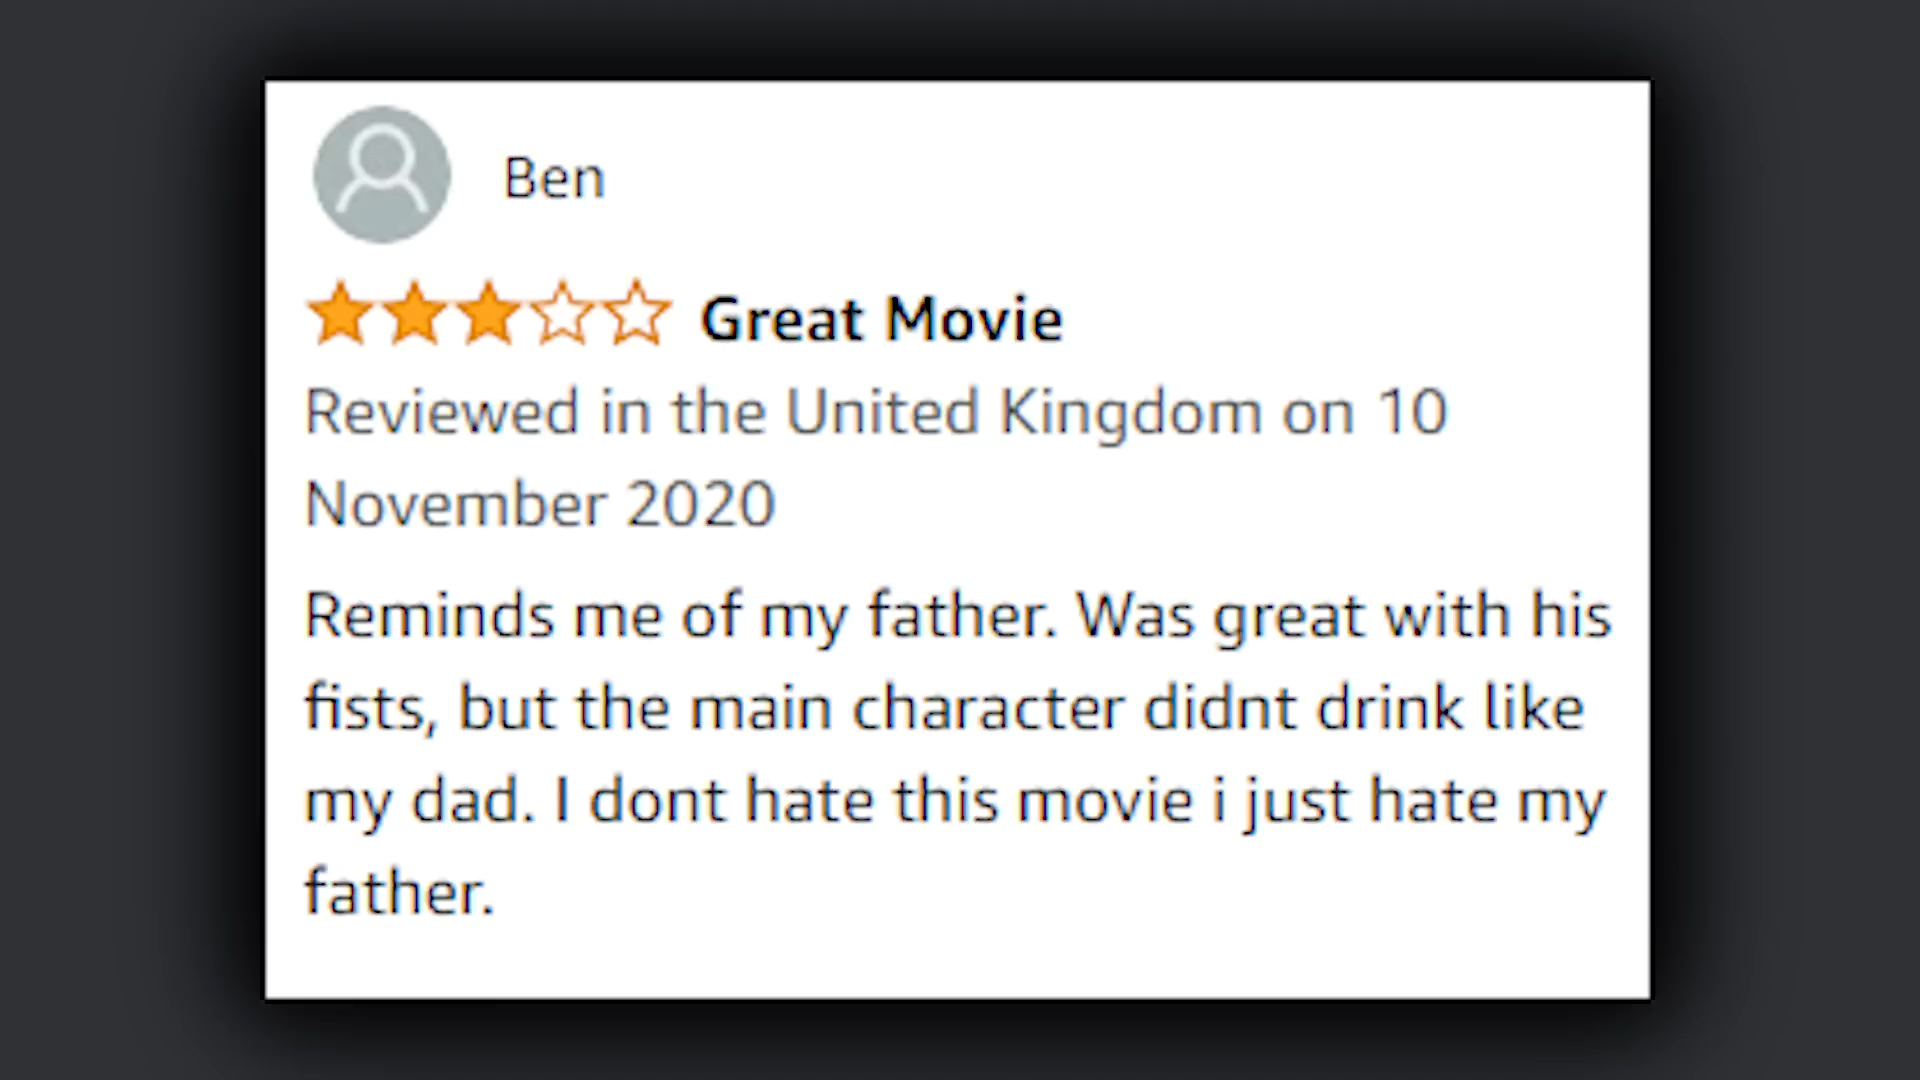 Ben
Great Movie
Reviewed in the United Kingdom on 10
November 2020
Reminds me of my father. Was great with his
fists, but the main character didnt drink like
my dad. I dont hate this movie i just hate my
father.